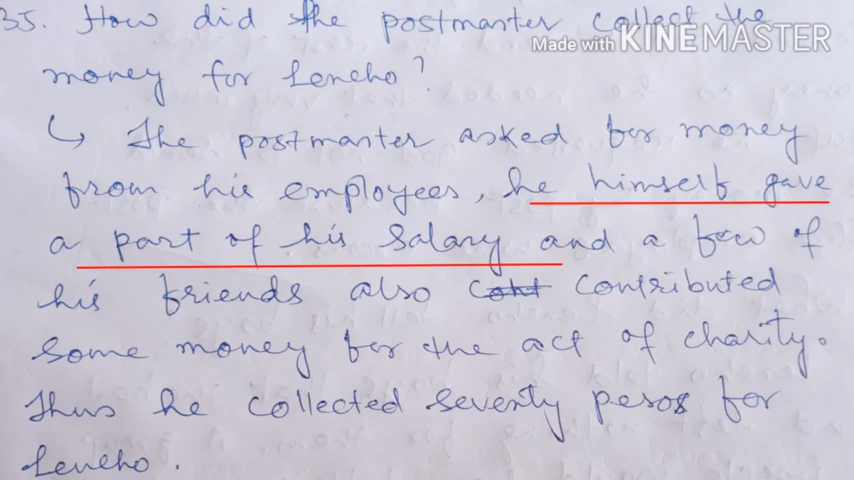 35. How did the postmaster collect the
Made with KINEMASTER
money for Lencho?
↳ The postmaster asked for money
from his employees, he himself gave
a part of his salary and a few of
his friends also cont contributed
some money for the act of charity.
Thus he collected seventy pesos for
Lencho.